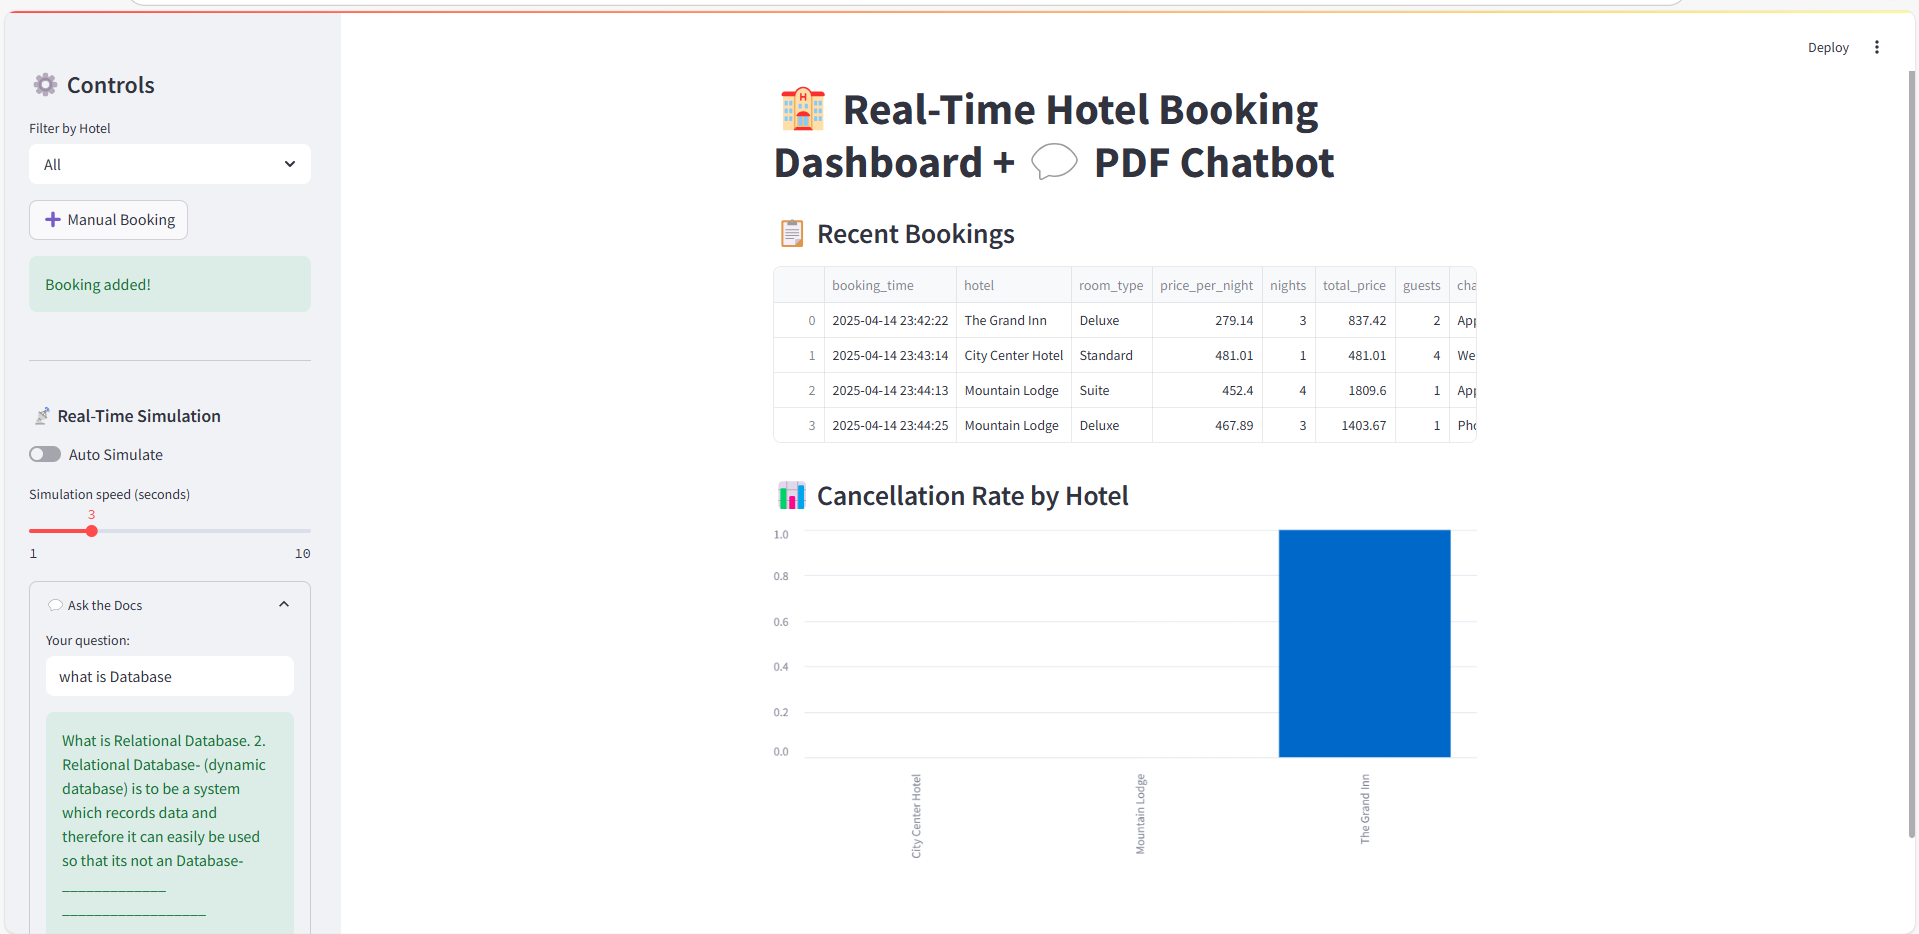 Deploy
Controls
Filter by Hotel
All
Manual Booking
Booking added!
Real-Time Simulation
Auto Simulate
Simulation speed (seconds)
3
1 10
Ask the Docs
Your question:
what is Database
What is Relational Database. 2.
Relational Database- (dynamic
database) is to be a system
which records data and
therefore it can easily be used
so that its not an Database-
_____________
__________________
Real-Time Hotel Booking
Dashboard + PDF Chatbot
Recent Bookings
booking_time hotel room_type price_per_night nights total_price guests cha
0 2025-04-14 23:42:22 The Grand Inn Deluxe 279.14 3 837.42 2 App
1 2025-04-14 23:43:14 City Center Hotel Standard 481.01 1 481.01 4 We
2 2025-04-14 23:44:13 Mountain Lodge Suite 452.4 4 1809.6 1 App
3 2025-04-14 23:44:25 Mountain Lodge Deluxe 467.89 3 1403.67 1 Pho
Cancellation Rate by Hotel
1.0
0.8
0.6
0.4
0.2
0.0
City Center Hotel
Mountain Lodge
The Grand Inn